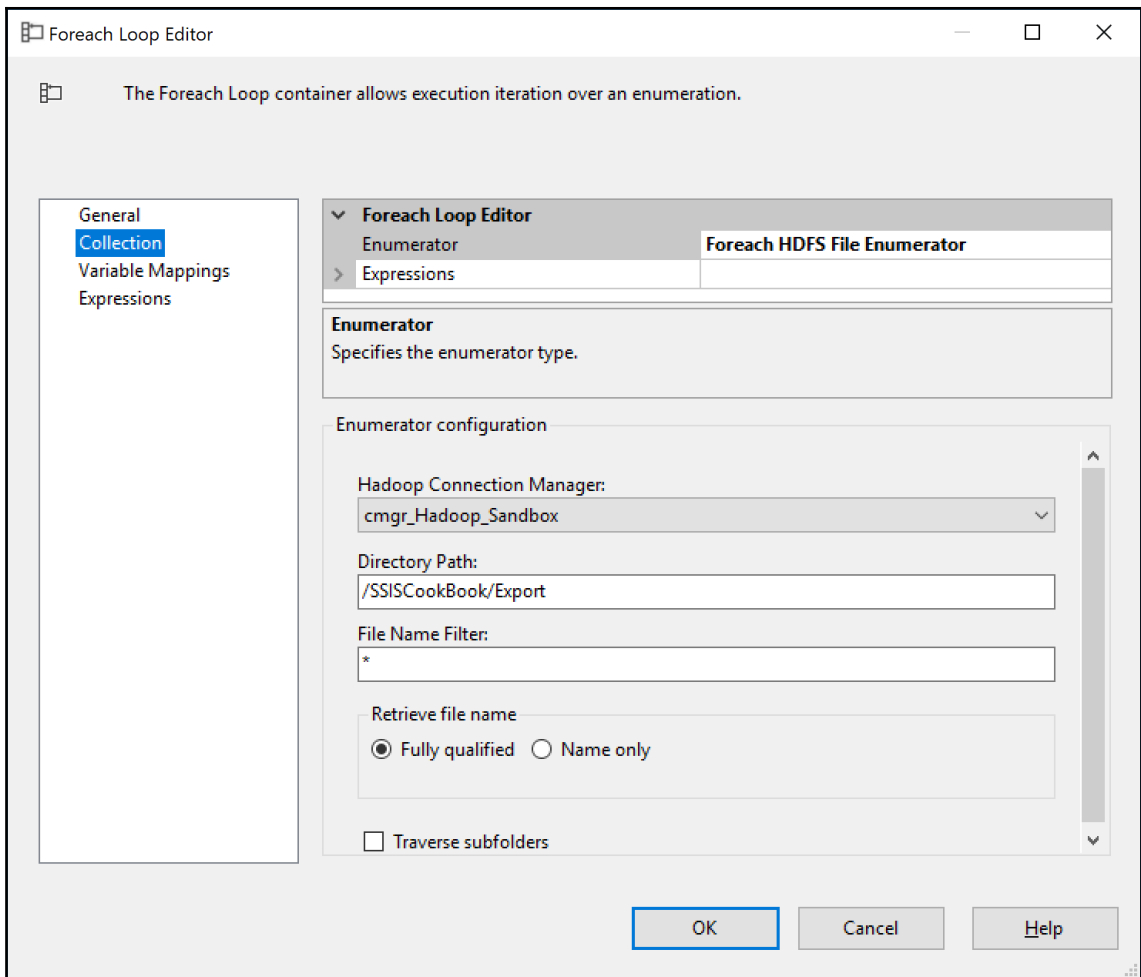 Foreach Loop Editor
The Foreach Loop container allows execution iteration over an enumeration.
General
Collection
Variable Mappings
Expressions
Foreach Loop Editor
Enumerator Foreach HDFS File Enumerator
Expressions
Enumerator
Specifies the enumerator type.
Enumerator configuration
Hadoop Connection Manager:
cmgr_Hadoop_Sandbox
Directory Path:
/SSISCookBook/Export
File Name Filter:
*
Retrieve file name
Fully qualified Name only
Traverse subfolders
OK Cancel Help